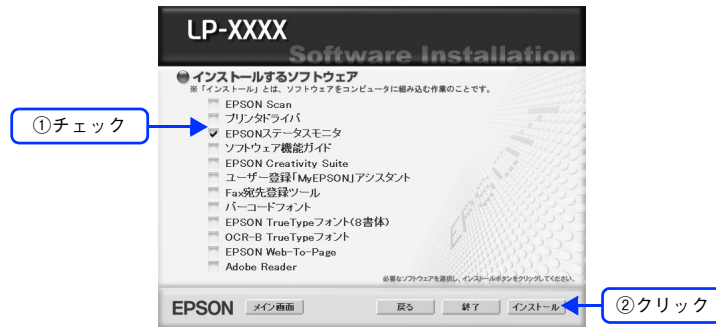 LP-XXXX
Software Installation
インストールするソフトウェア
※「インストール」とは、ソフトウェアをコンピュータに組み込む作業のことです。
EPSON Scan
プリンタドライバ
①チェック
EPSONステータスモニタ
ソフトウェア機能ガイド
EPSON Creativity Suite
ユーザー登録「MyEPSON」アシスタント
Fax宛先登録ツール
バーコードフォント
EPSON TrueTypeフォント(8書体)
OCR-B TrueTypeフォント
EPSON Web-To-Page
Adobe Reader
必要なソフトウェアを選択し、インストールボタンをクリックしてください。
EPSON メイン画面 戻る 終了 インストール ②クリック
EPSON